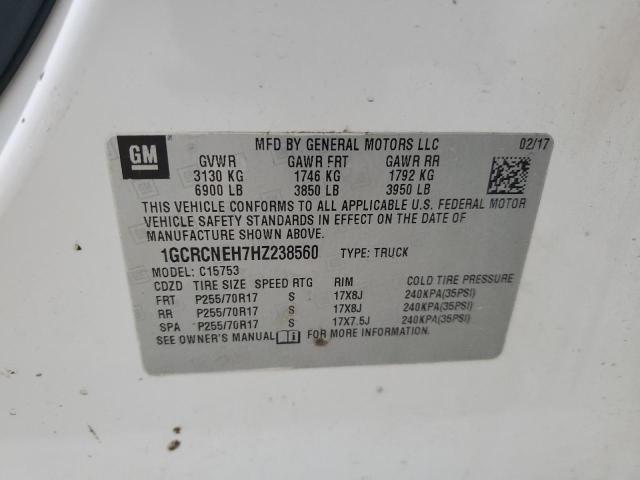 GM
MFD BY GENERAL MOTORS LLC 02/17
GVWR GAWR FRT GAWR RR
3130 KG 1746 KG 1792 KG
6900 LB 3850 LB 3950 LB
THIS VEHICLE CONFORMS TO ALL APPLICABLE U.S. FEDERAL MOTOR
VEHICLE SAFETY STANDARDS IN EFFECT ON THE DATE OF
MANUFACTURE SHOWN ABOVE.
1GCRCNEH7HZ238560 TYPE: TRUCK
MODEL: C15753
CDZD TIRE SIZE SPEED RTG RIM COLD TIRE PRESSURE
FRT P255/70R17 S 17X8J 240KPA(35PSI)
RR P255/70R17 S 17X8J 240KPA(35PSI)
SPA P255/70R17 S 17X7.5J 240KPA(35PSI)
SEE OWNER'S MANUAL FOR MORE INFORMATION.